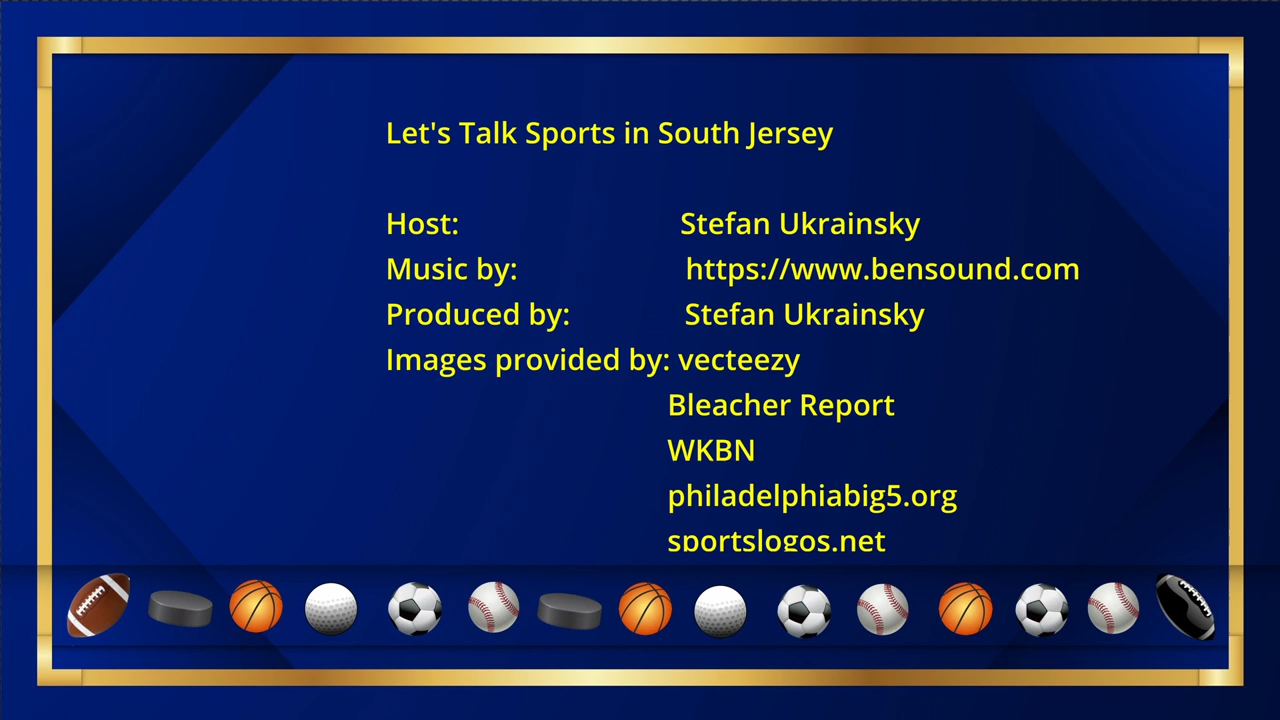 Let's Talk Sports in South Jersey
Host: Stefan Ukrainsky
Music by: https://www.bensound.com
Produced by: Stefan Ukrainsky
Images provided by: vecteezy
Bleacher Report
WKBN
philadelphiabig5.org
sportslogos.net